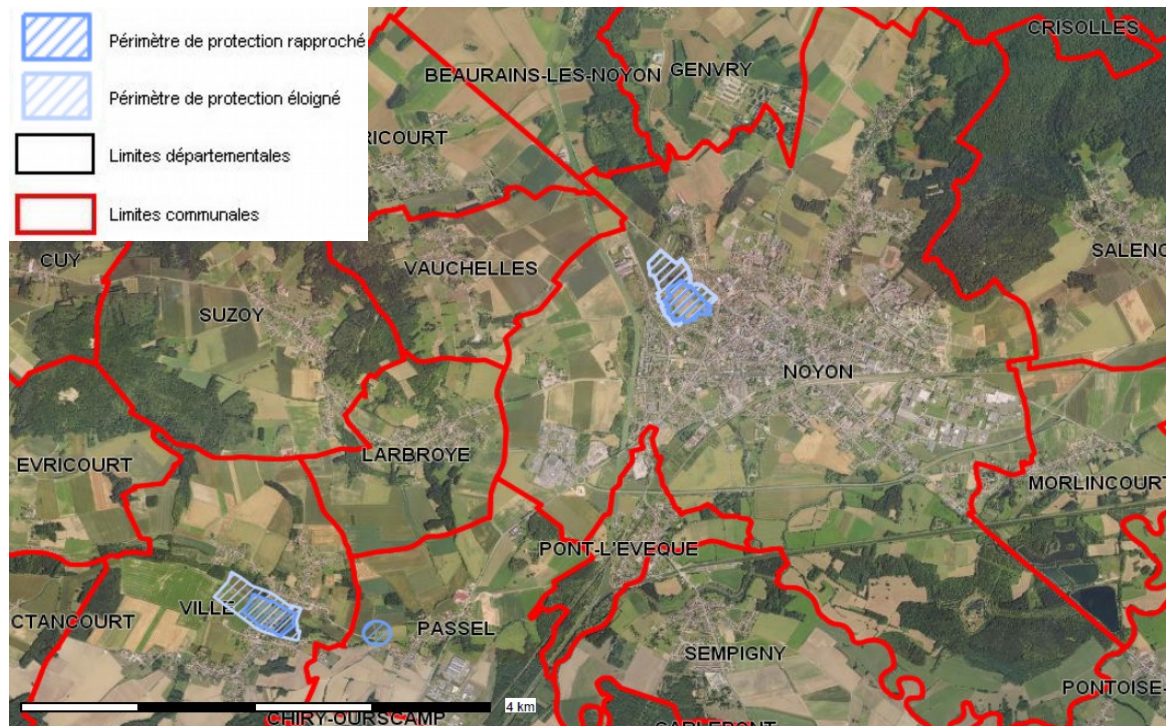 Périmètre de protection rapproché
Périmètre de protection éloigné
Limites départementales
Limites communales
CRISOLLES
BEAURAINS-LES-NOYON
GENVRY
RICOURT
CUY
VAUCHELLES
SALENC
SUZOY
NOYON
EVRICOURT
LARBROYE
MORLINCOURT
PONT-L'EVEQUE
CTANCOURT
VILLE
PASSEL
SEMPIGNY
PONTOISE-
4 km
CHIRY-OURSCAMP
CARLEPONT